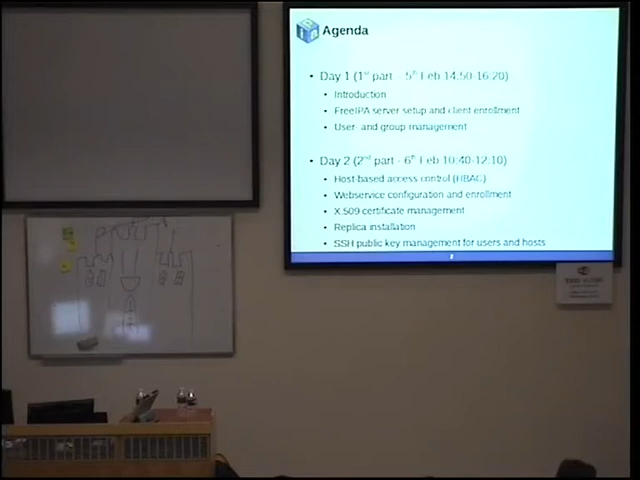 Agenda
• Day 1 (1st part - 5th Feb 14:50-16:20)
• Introduction
• FreeIPA server setup and client enrollment
• User- and group management
• Day 2 (2nd part - 6th Feb 10:40-12:10)
• Host-based access control (HBAC)
• Webservice configuration and enrollment
• X.509 certificate management
• Replica installation
• SSH public key management for users and hosts
2